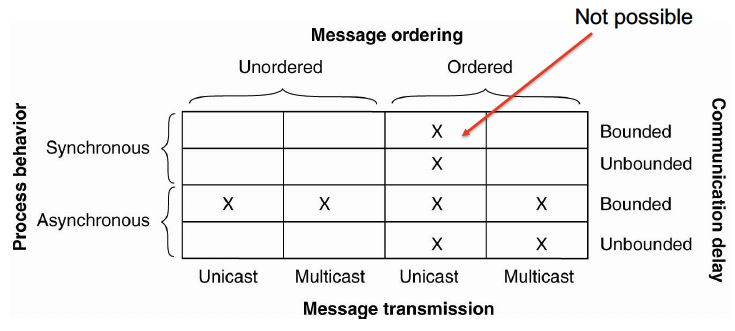 Not possible
Message ordering
Unordered Ordered
Process behavior
Communication delay
Synchronous
Asynchronous
X Bounded
X Unbounded
X X X X Bounded
X X Unbounded
Unicast Multicast Unicast Multicast
Message transmission